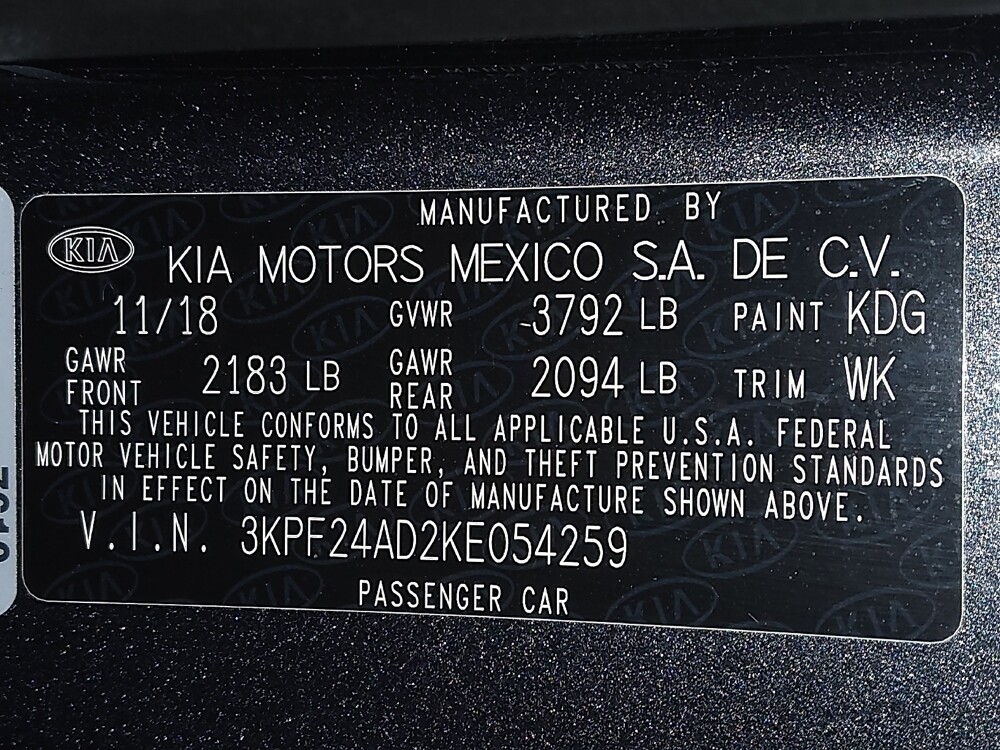 MANUFACTURED BY
KIA KIA MOTORS MEXICO S.A. DE C.V.
11/18 GVWR 3792 LB PAINT KDG
GAWR FRONT 2183 LB GAWR REAR 2094 LB TRIM WK
THIS VEHICLE CONFORMS TO ALL APPLICABLE U.S.A. FEDERAL
MOTOR VEHICLE SAFETY, BUMPER, AND THEFT PREVENTION STANDARDS
IN EFFECT ON THE DATE OF MANUFACTURE SHOWN ABOVE.
V.I.N. 3KPF24AD2KE054259
PASSENGER CAR